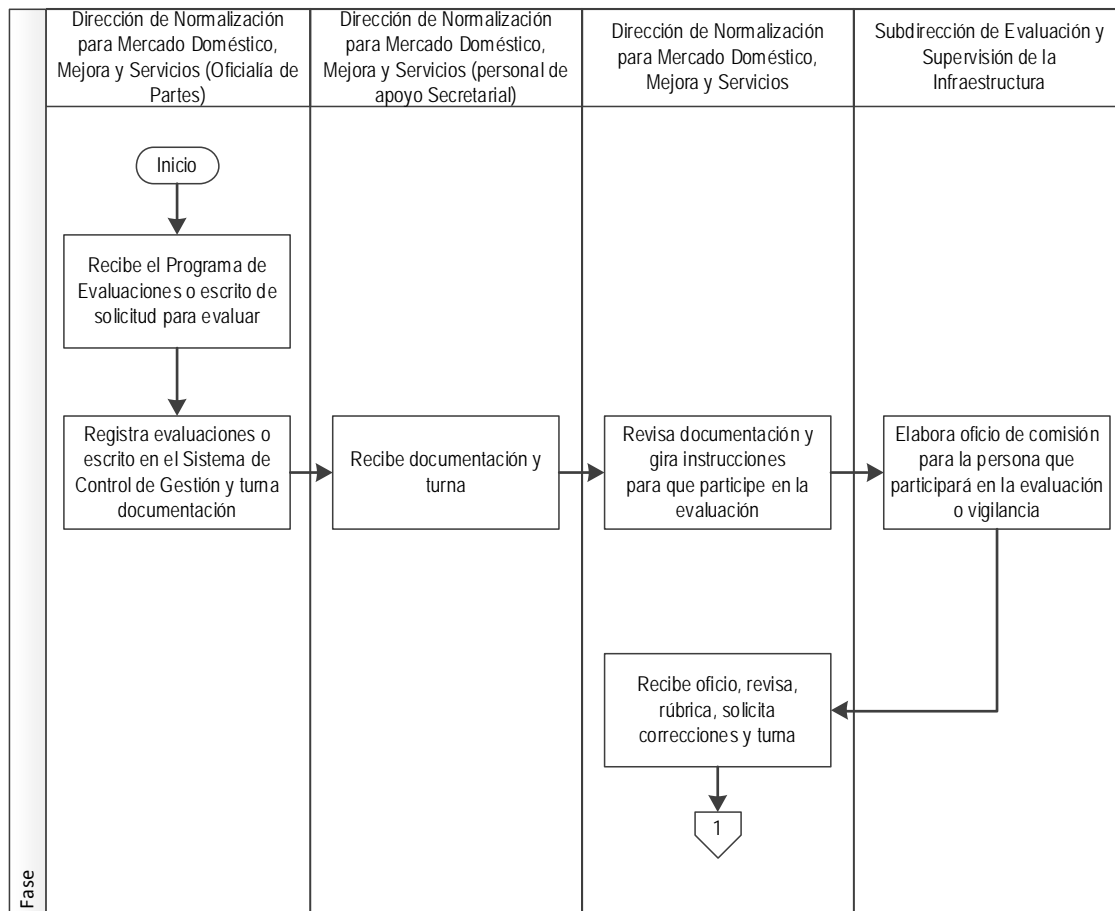 Dirección de Normalización
para Mercado Doméstico,
Mejora y Servicios (Oficialía de
Partes)
Dirección de Normalización
para Mercado Doméstico,
Mejora y Servicios (personal de
apoyo Secretarial)
Dirección de Normalización
para Mercado Doméstico,
Mejora y Servicios
Subdirección de Evaluación y
Supervisión de la
Infraestructura
Inicio
Recibe el Programa de
Evaluaciones o escrito de
solicitud para evaluar
Registra evaluaciones o
escrito en el Sistema de
Control de Gestión y turna
documentación
Recibe documentación y
turna
Revisa documentación y
gira instrucciones
para que participe en la
evaluación
Elabora oficio de comisión
para la persona que
participará en la evaluación
o vigilancia
Recibe oficio, revisa,
rúbrica, solicita
correcciones y turna
1
Fase